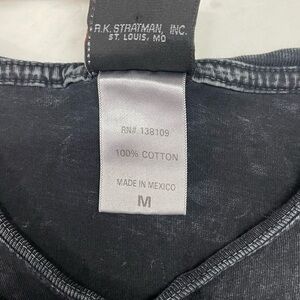 R.K. STRATMAN, INC.
ST. LOUIS, MO
RN# 138109
100% COTTON
MADE IN MEXICO
M